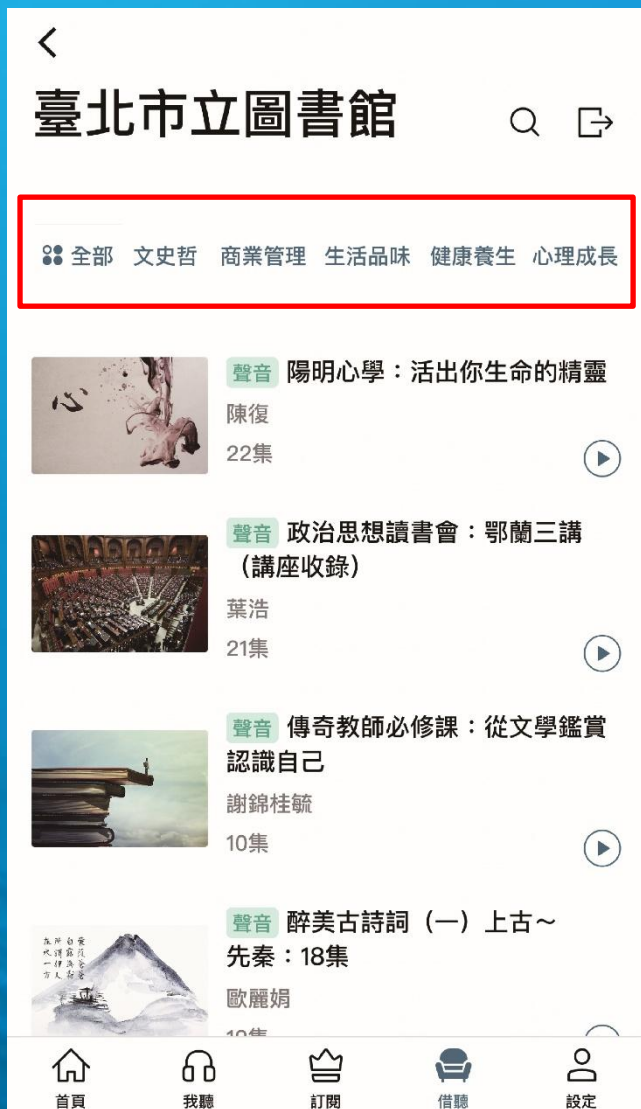 臺北市立圖書館
全部 文史哲 商業管理 生活品味 健康養生 心理成長
聲音 陽明心學：活出你生命的精靈
陳復
22集
聲音 政治思想讀書會：鄂蘭三講
（講座收錄）
葉浩
21集
聲音 傳奇教師必修課：從文學鑑賞
認識自己
謝錦桂毓
10集
聲音 醉美古詩詞（一）上古～
先秦：18集
歐麗娟
首頁 我聽 訂閱 借聽 設定